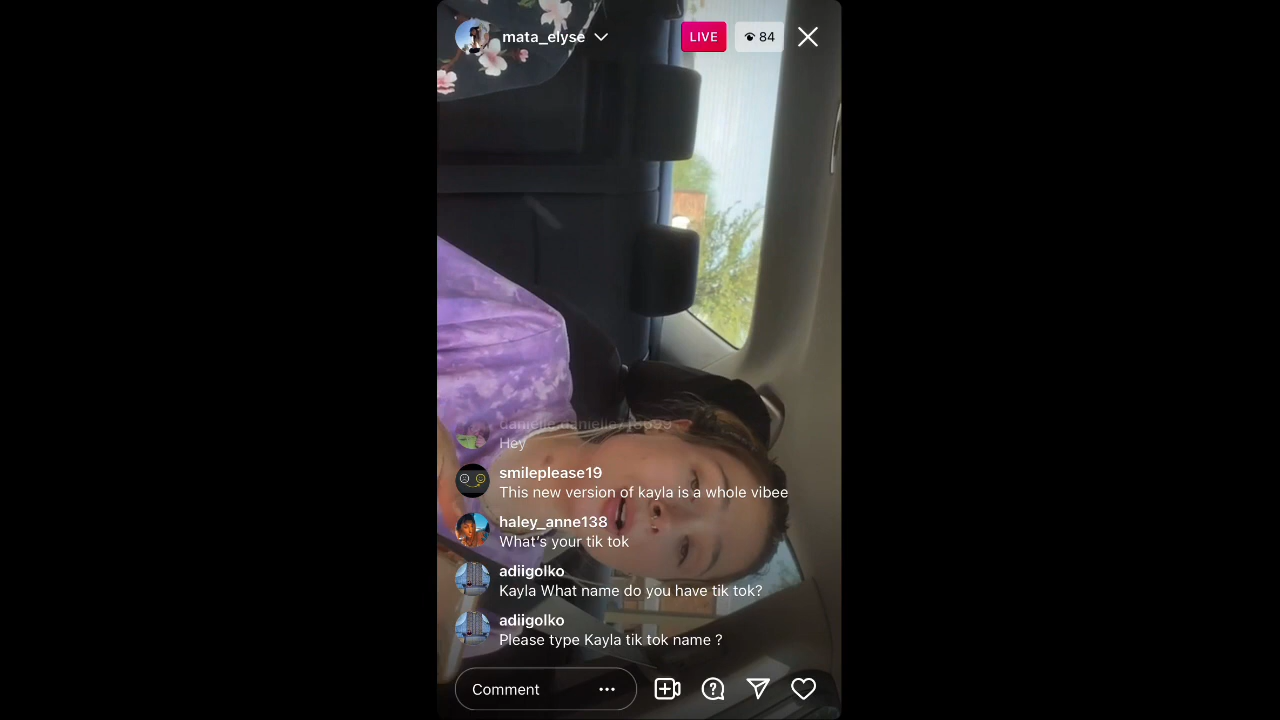 mata_elyse
LIVE
84
Hey
smileplease19
This new version of kayla is a whole vibee
haley_anne138
What's your tik tok
adiigolko
Kayla What name do you have tik tok?
adiigolko
Please type Kayla tik tok name ?
Comment